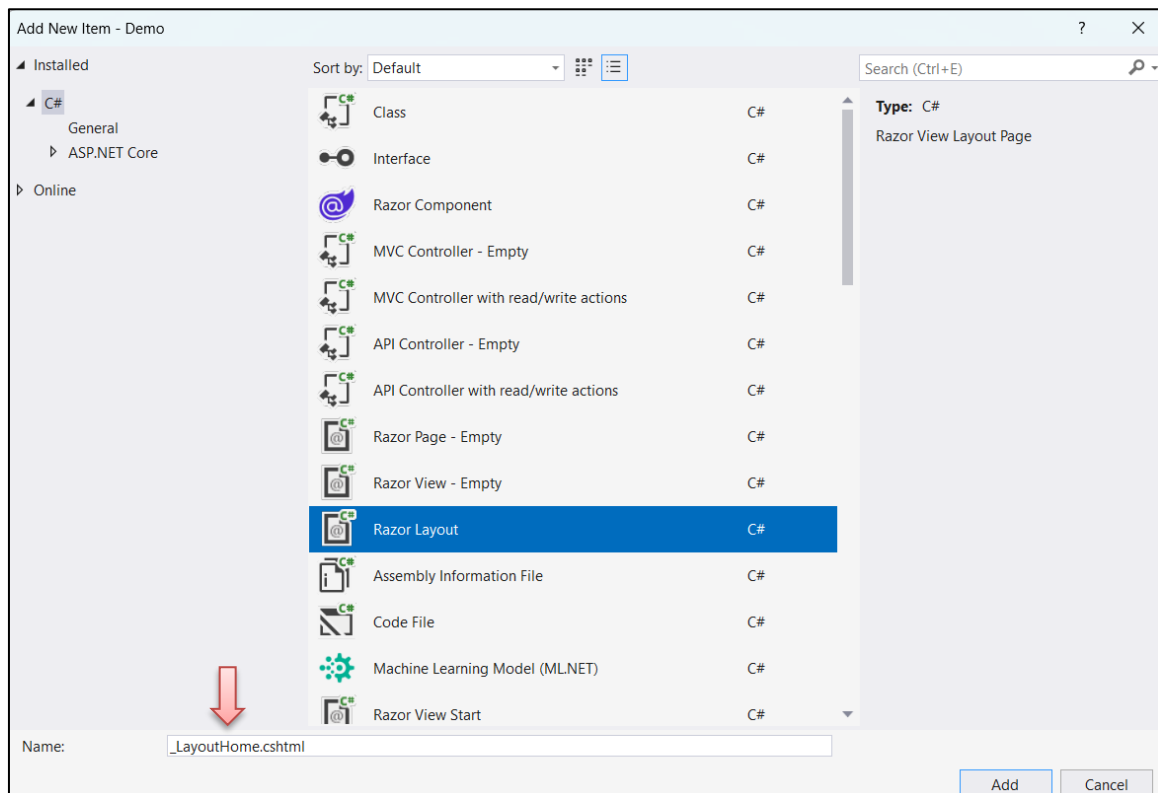 Add New Item - Demo ? ×
Installed
C#
General
ASP.NET Core
Online
Sort by: Default
Class C#
Interface C#
Razor Component C#
MVC Controller - Empty C#
MVC Controller with read/write actions C#
API Controller - Empty C#
API Controller with read/write actions C#
Razor Page - Empty C#
Razor View - Empty C#
Razor Layout C#
Assembly Information File C#
Code File C#
Machine Learning Model (ML.NET) C#
Razor View Start C#
Search (Ctrl+E)
Type: C#
Razor View Layout Page
Name: _LayoutHome.cshtml
Add Cancel